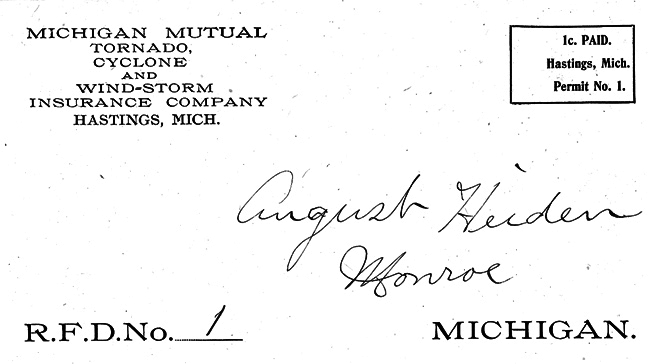 MICHIGAN MUTUAL
TORNADO,
CYCLONE
AND
WIND-STORM
INSURANCE COMPANY
HASTINGS, MICH.
1c. PAID.
Hastings, Mich.
Permit No. 1.
August Heiden
Monroe
R.F.D.No. 1
MICHIGAN.